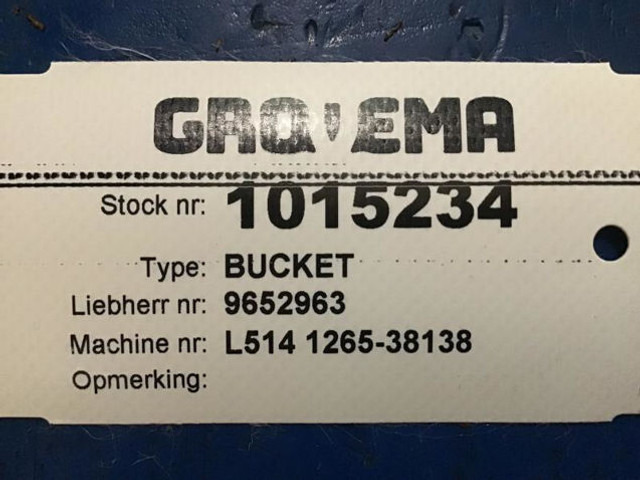 Stock nr: 1015234
Type: BUCKET
Liebherr nr: 9652963
Machine nr: L514 1265-38138
Opmerking: